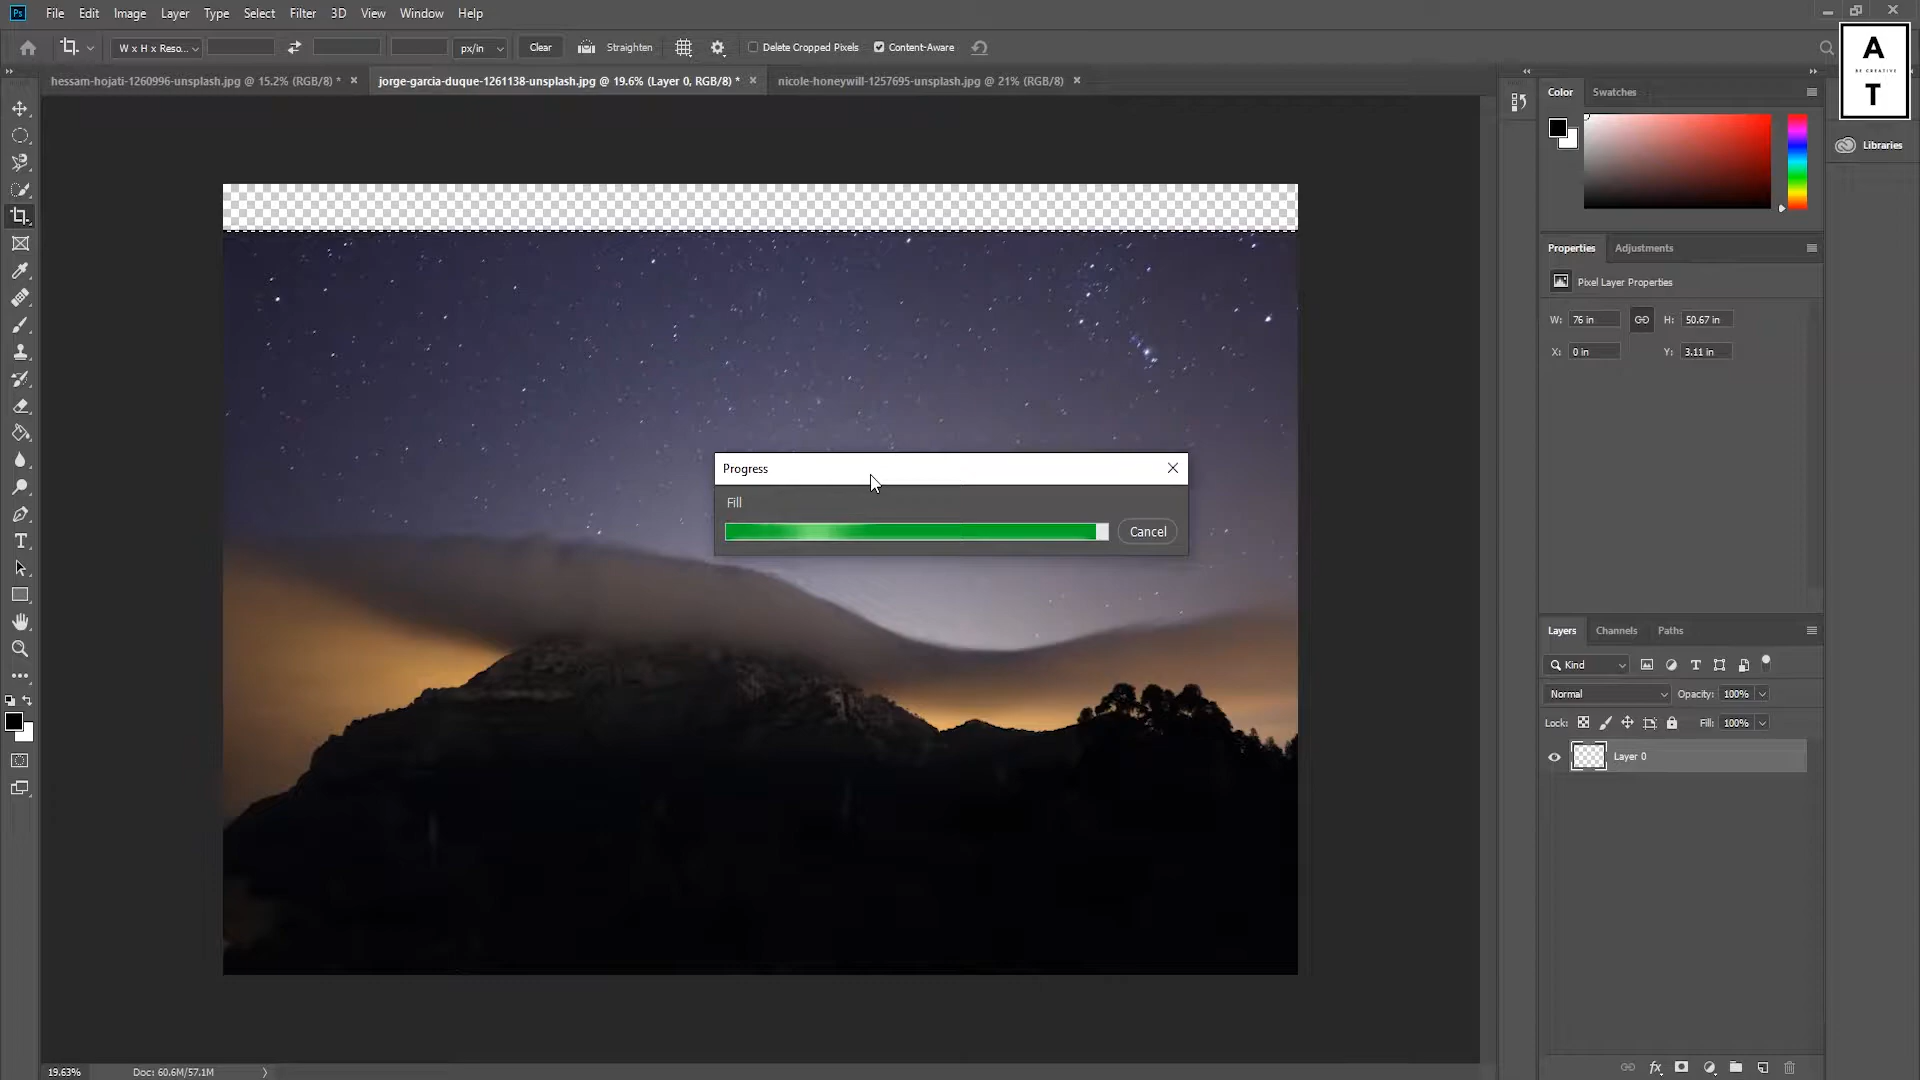 Ps File Edit Image Layer Type Select Filter 3D View Window Help
W x H x Reso... px/in Clear Straighten Delete Cropped Pixels Content-Aware
A
BE CREATIVE
T
hessam-hojati-1260996-unsplash.jpg @ 15.2% (RGB/8) * jorge-garcia-duque-1261138-unsplash.jpg @ 19.6% (Layer 0, RGB/8) * nicole-honeywill-1257695-unsplash.jpg @ 21% (RGB/8)
Color Swatches
Libraries
Properties Adjustments
Pixel Layer Properties
W: 76 in H: 50.67 in
X: 0 in Y: 3.11 in
Progress
Fill
Cancel
Layers Channels Paths
Kind
Normal Opacity: 100%
Lock: Fill: 100%
Layer 0
19.63% Doc: 60.6M/57.1M